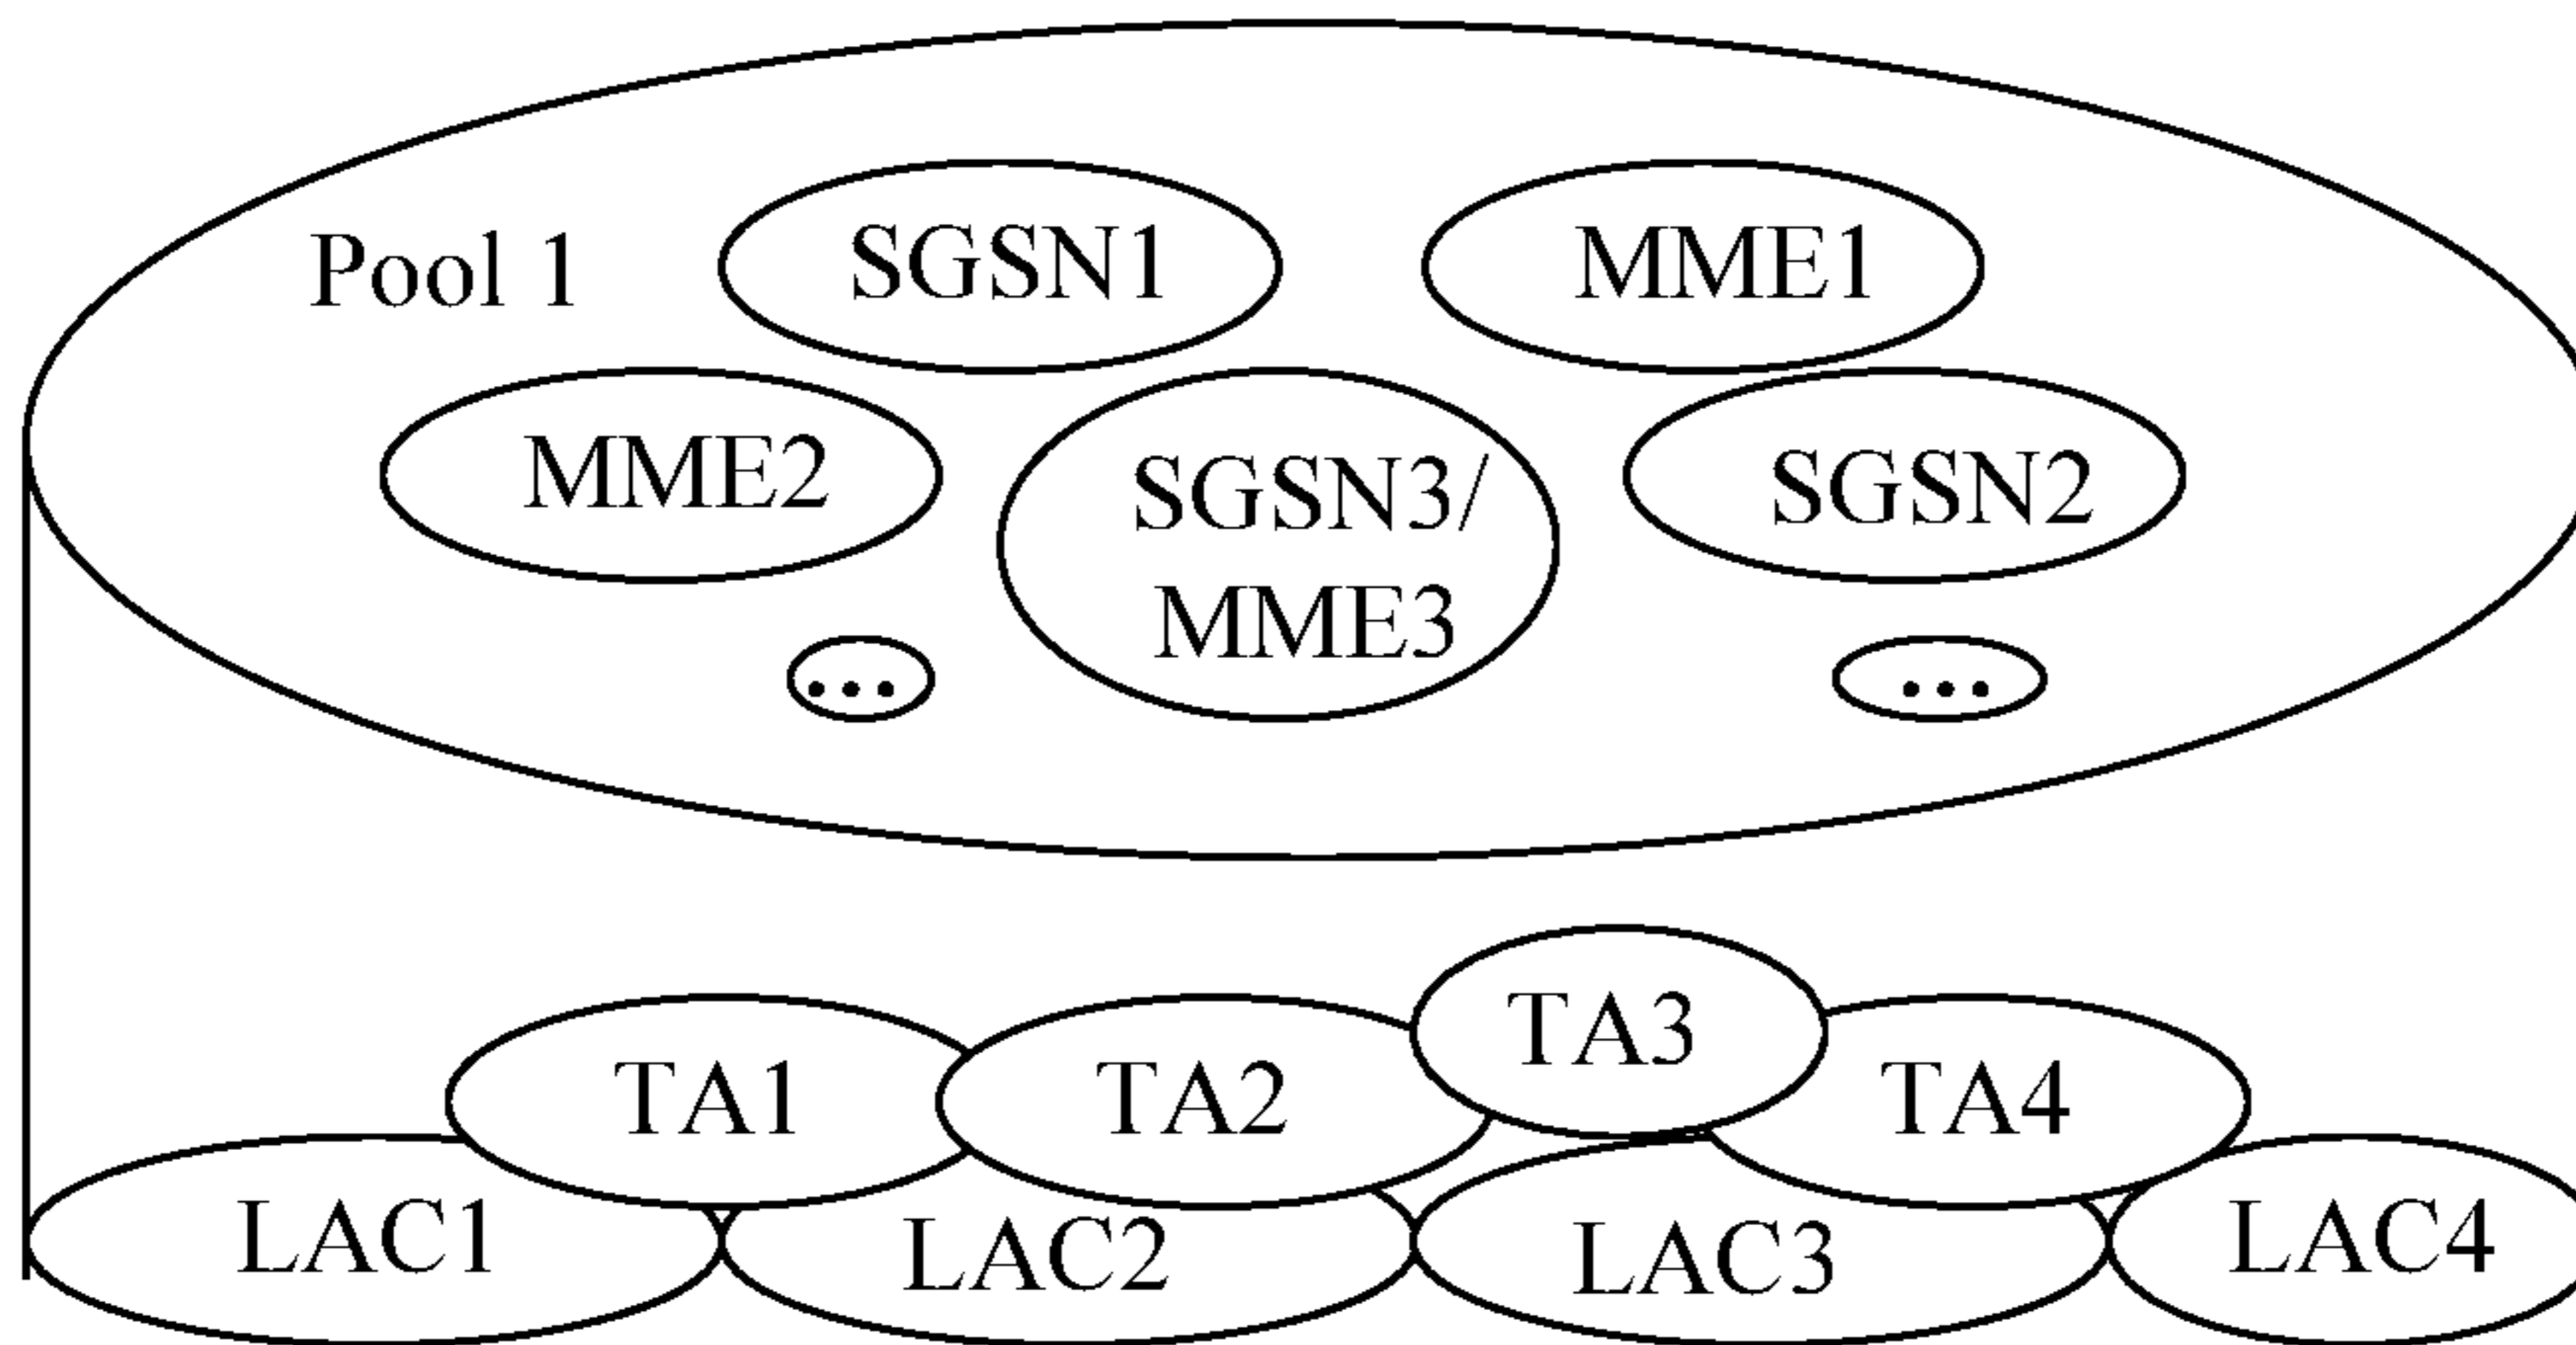 Pool 1
SGSN1
MME1
MME2
SGSN3/
MME3
SGSN2
...
...
TA1
TA2
TA3
TA4
LAC1
LAC2
LAC3
LAC4